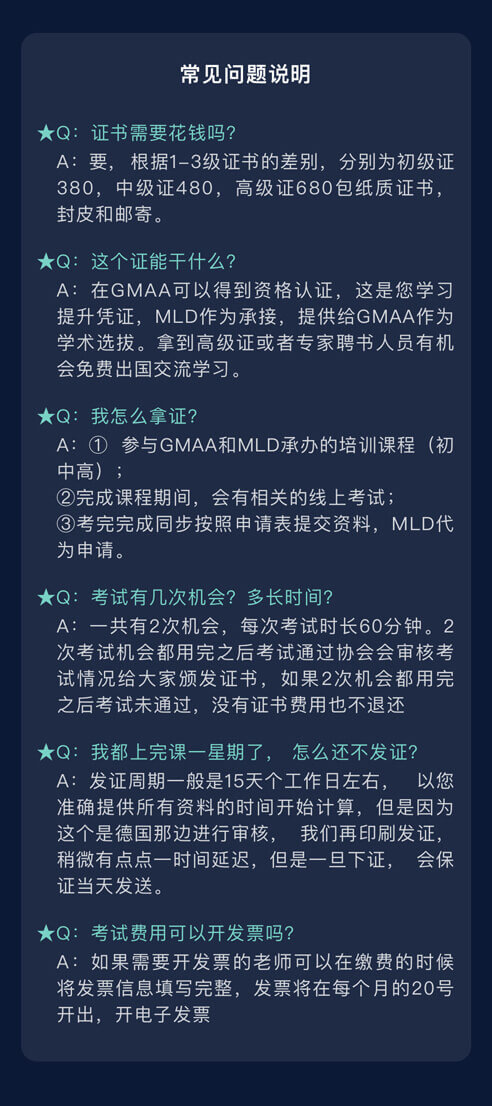 常见问题说明
★Q：证书需要花钱吗？
A：要，根据1-3级证书的差别，分别为初级证
380，中级证480，高级证680包纸质证书，
封皮和邮寄。
★Q：这个证能干什么？
A：在GMAA可以得到资格认证，这是您学习
提升凭证，MLD作为承接，提供给GMAA作为
学术选拔。拿到高级证或者专家聘书人员有机
会免费出国交流学习。
★Q：我怎么拿证？
A：① 参与GMAA和MLD承办的培训课程（初
中高）；
②完成课程期间，会有相关的线上考试；
③考完完成同步按照申请表提交资料，MLD代
为申请。
★Q：考试有几次机会？多长时间？
A：一共有2次机会，每次考试时长60分钟。2
次考试机会都用完之后考试通过协会会审核考
试情况给大家颁发证书，如果2次机会都用完
之后考试未通过，没有证书费用也不退还
★Q：我都上完课一星期了， 怎么还不发证？
A：发证周期一般是15天个工作日左右， 以您
准确提供所有资料的时间开始计算，但是因为
这个是德国那边进行审核， 我们再印刷发证，
稍微有点点一时间延迟，但是一旦下证， 会保
证当天发送。
★Q：考试费用可以开发票吗？
A：如果需要开发票的老师可以在缴费的时候
将发票信息填写完整，发票将在每个月的20号
开出，开电子发票